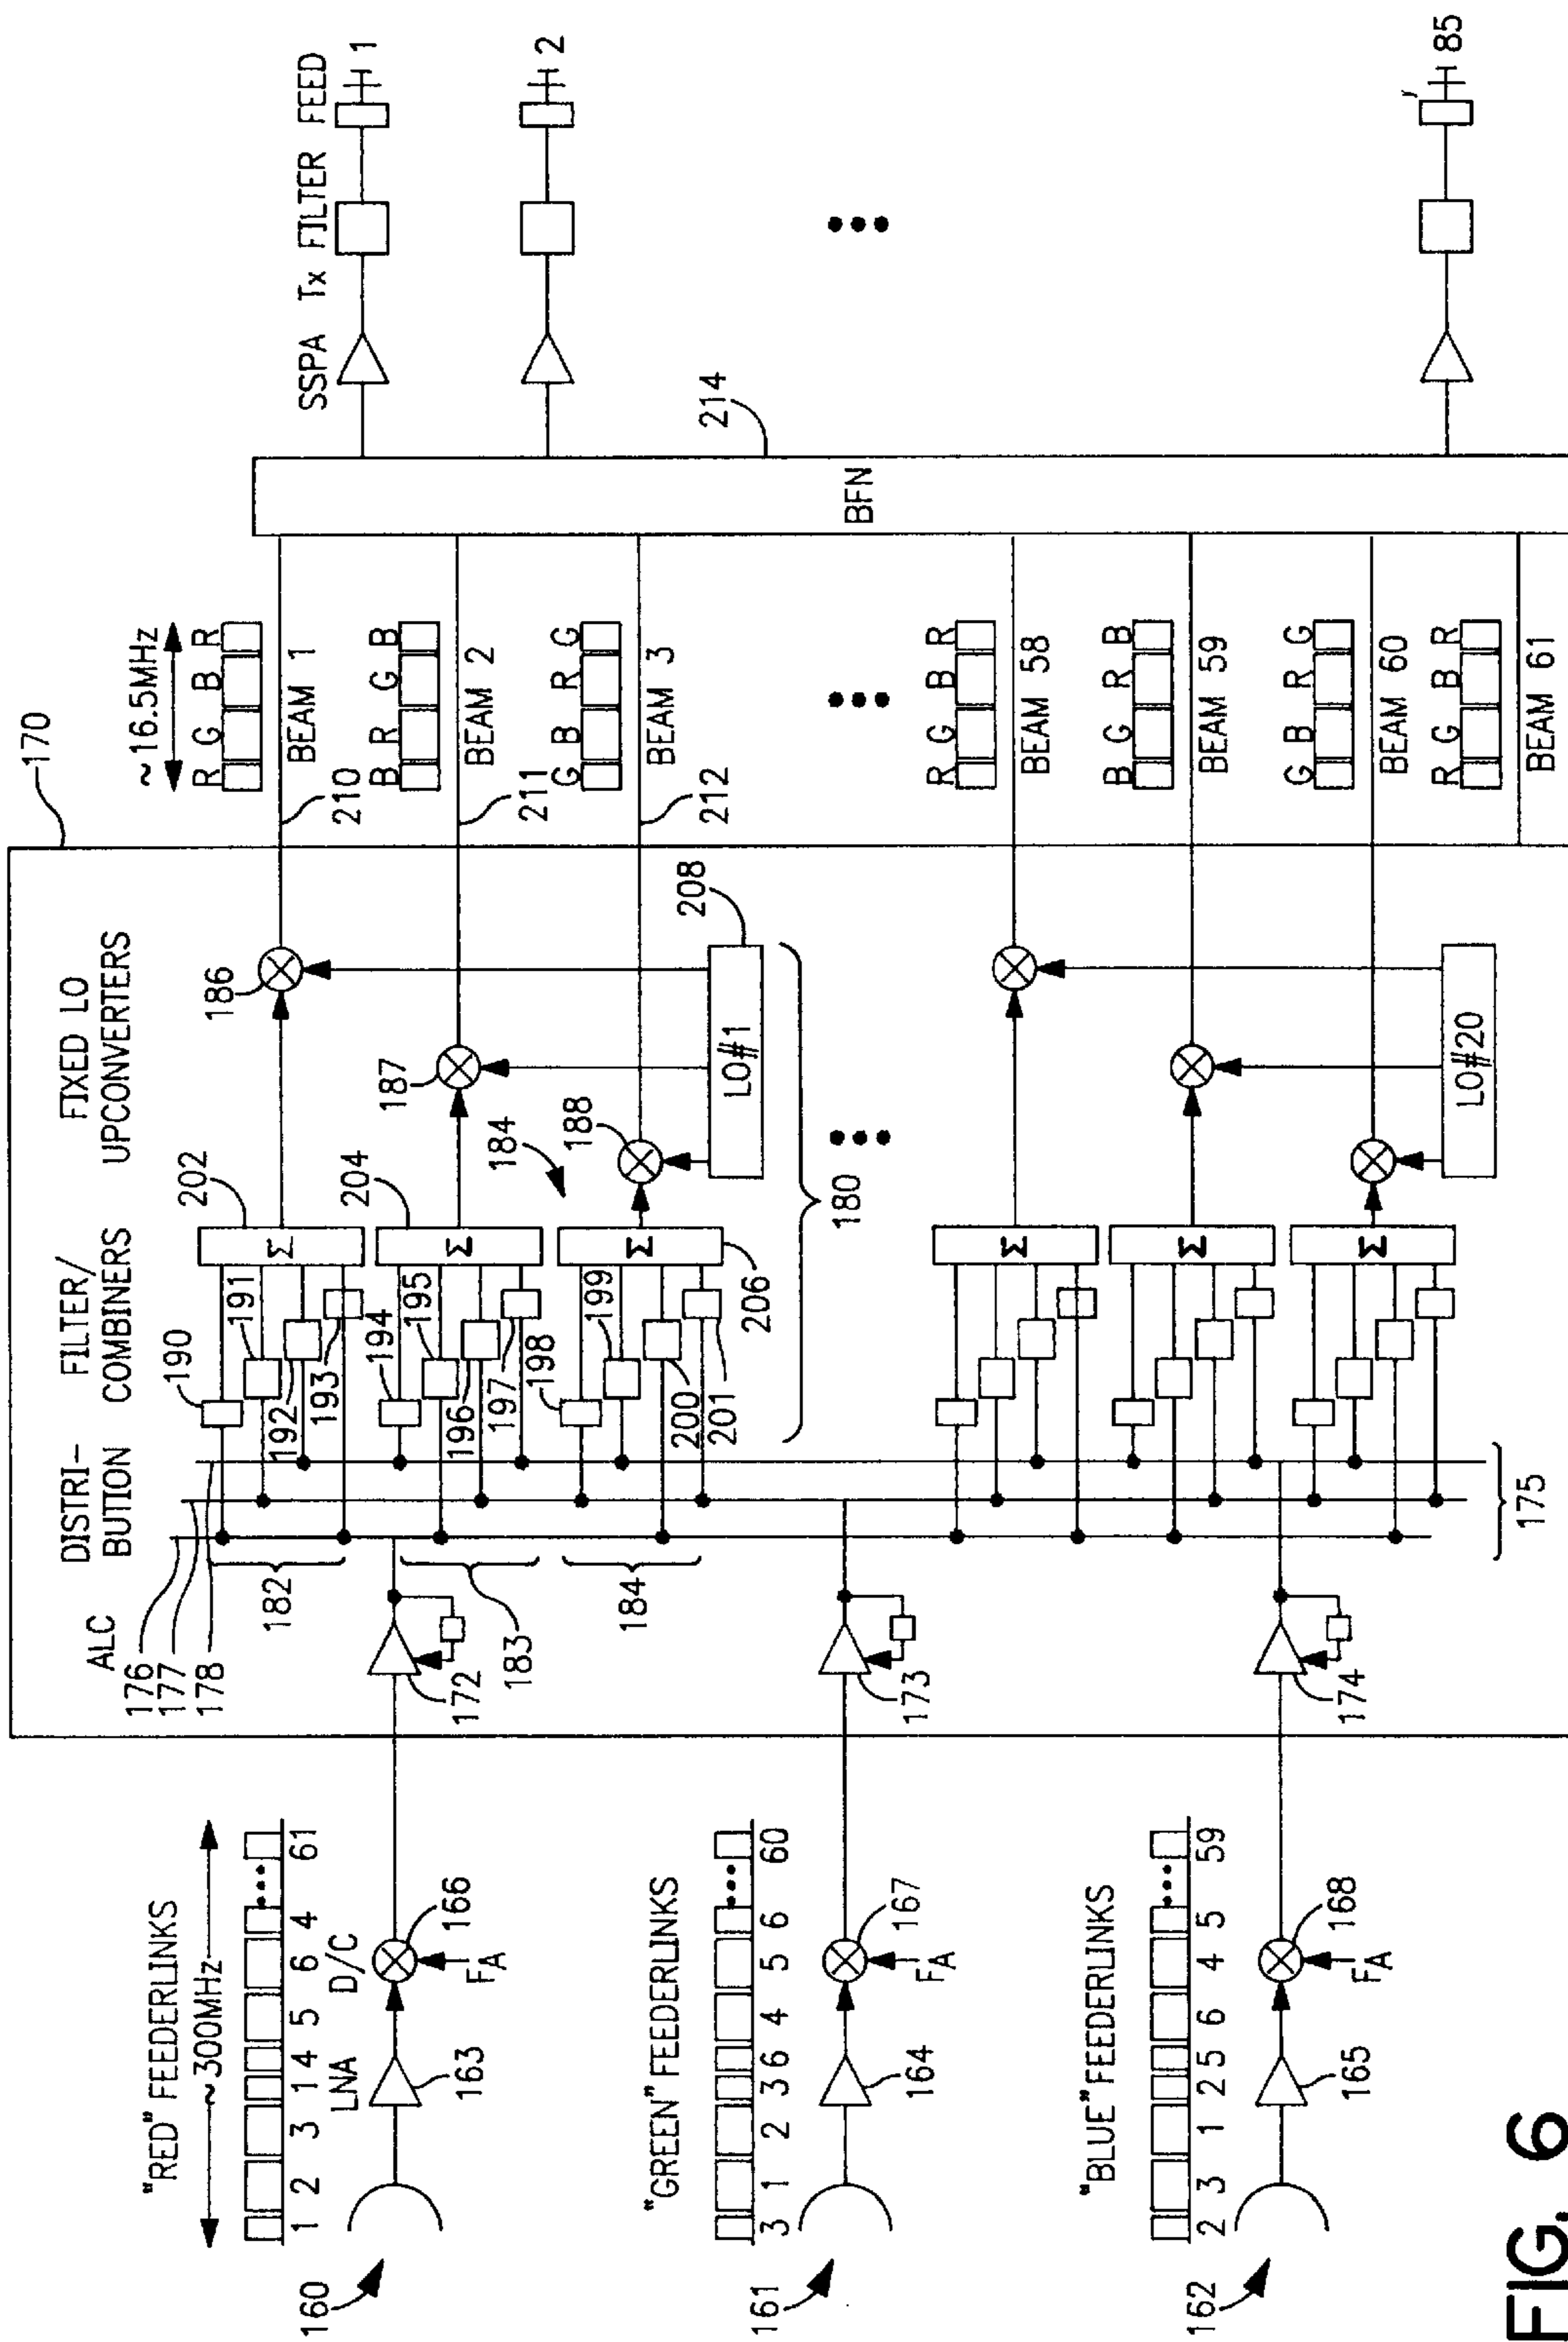 170
~16.5MHz
SSPA Tx FILTER FEED
ALC
DISTRI-
BUTION
FILTER/
COMBINERS
FIXED LO
UPCONVERTERS
176
177
178
"RED" FEEDERLINKS
~300MHz
1 2 3 1 4 5 6 4 ••• 61
LNA
D/C
160
163
166
FA
172
182
183
184
190
191
192
193
194
195
196
197
198
199
200
201
202
204
206
Σ
Σ
Σ
184
186
187
188
LO#1
208
180
R G B R
BEAM 1
210
B R G B
BEAM 2
211
G B R G
BEAM 3
212
214
BFN
1
2
85
"GREEN" FEEDERLINKS
3 1 2 3 6 4 5 6 ••• 60
161
164
167
FA
173
"BLUE" FEEDERLINKS
2 3 1 2 5 6 4 5 ••• 59
162
165
168
FA
174
175
Σ
Σ
Σ
LO#20
R G B R
BEAM 58
B G R B
BEAM 59
G B R G
BEAM 60
R G B R
BEAM 61
FIG. 6